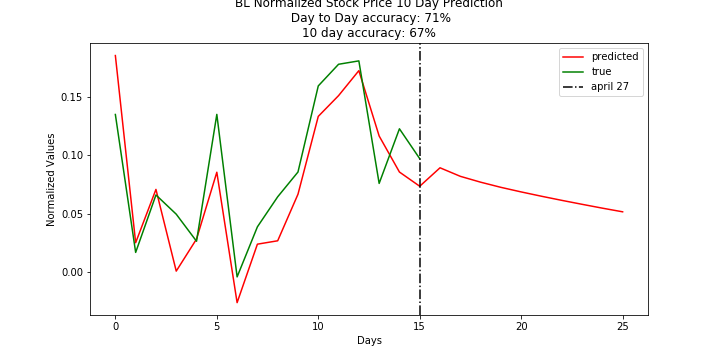 BL Normalized Stock Price 10 Day Prediction
Day to Day accuracy: 71%
10 day accuracy: 67%
predicted
true
april 27
Normalized Values
0.15
0.10
0.05
0.00
0 5 10 15 20 25
Days